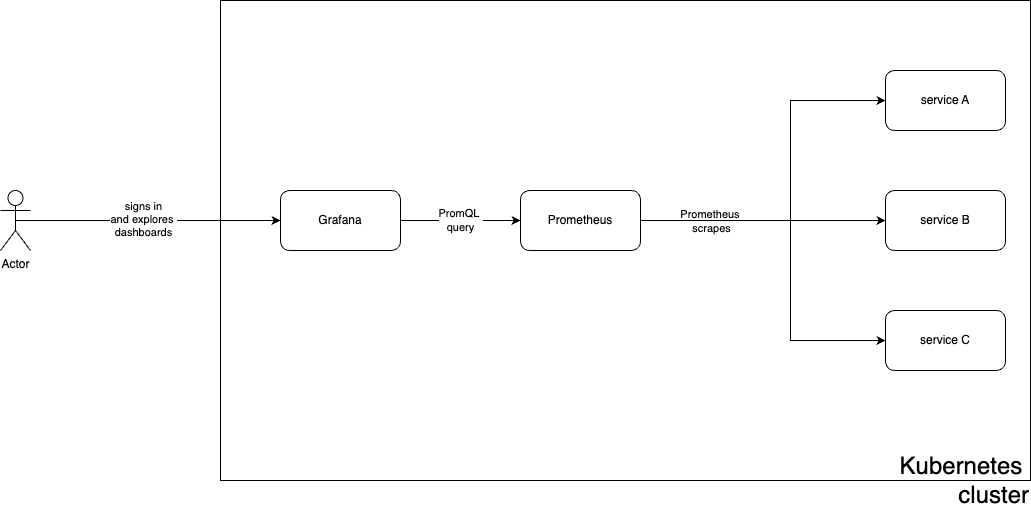 service A
signs in
and explores
dashboards
Grafana
PromQL
query
Prometheus
Prometheus
scrapes
service B
Actor
service C
Kubernetes
cluster